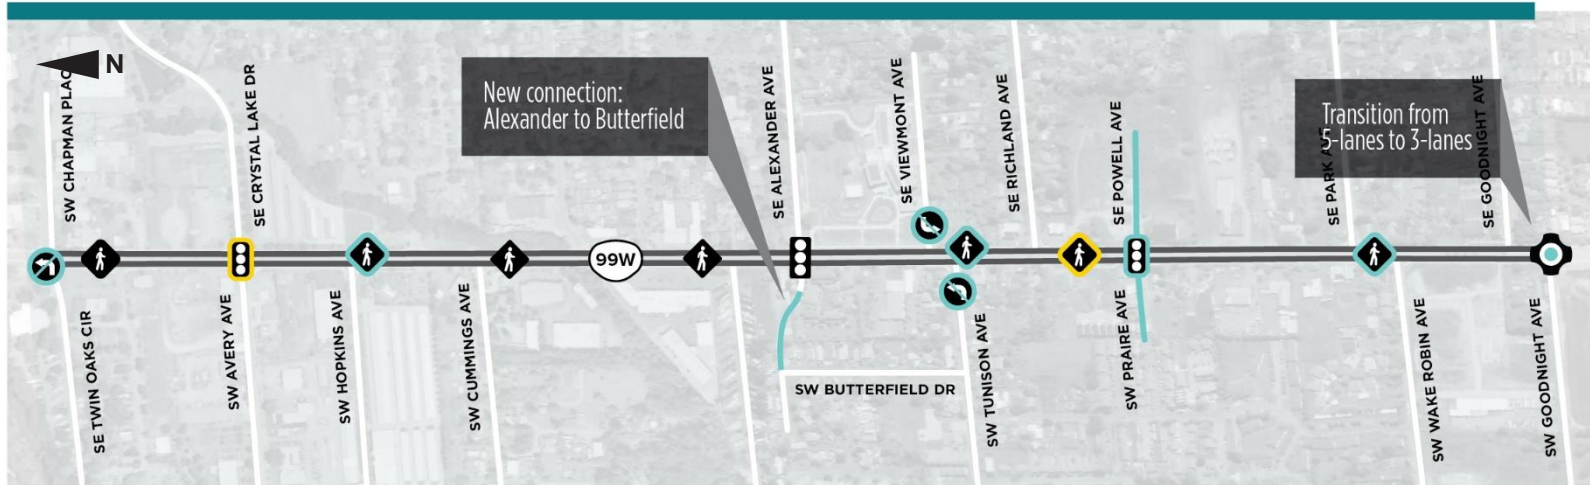 N
SW CHAPMAN PLAC
SE CRYSTAL LAKE DR
New connection:
Alexander to Butterfield
SE ALEXANDER AVE
SE VIEWMONT AVE
SE RICHLAND AVE
SE POWELL AVE
SE PARK AVE
SE GOODNIGHT AVE
Transition from
5-lanes to 3-lanes
99W
SE TWIN OAKS CIR
SW AVERY AVE
SW HOPKINS AVE
SW CUMMINGS AVE
SW BUTTERFIELD DR
SW TUNISON AVE
SW PRAIRE AVE
SW WAKE ROBIN AVE
SW GOODNIGHT AVE